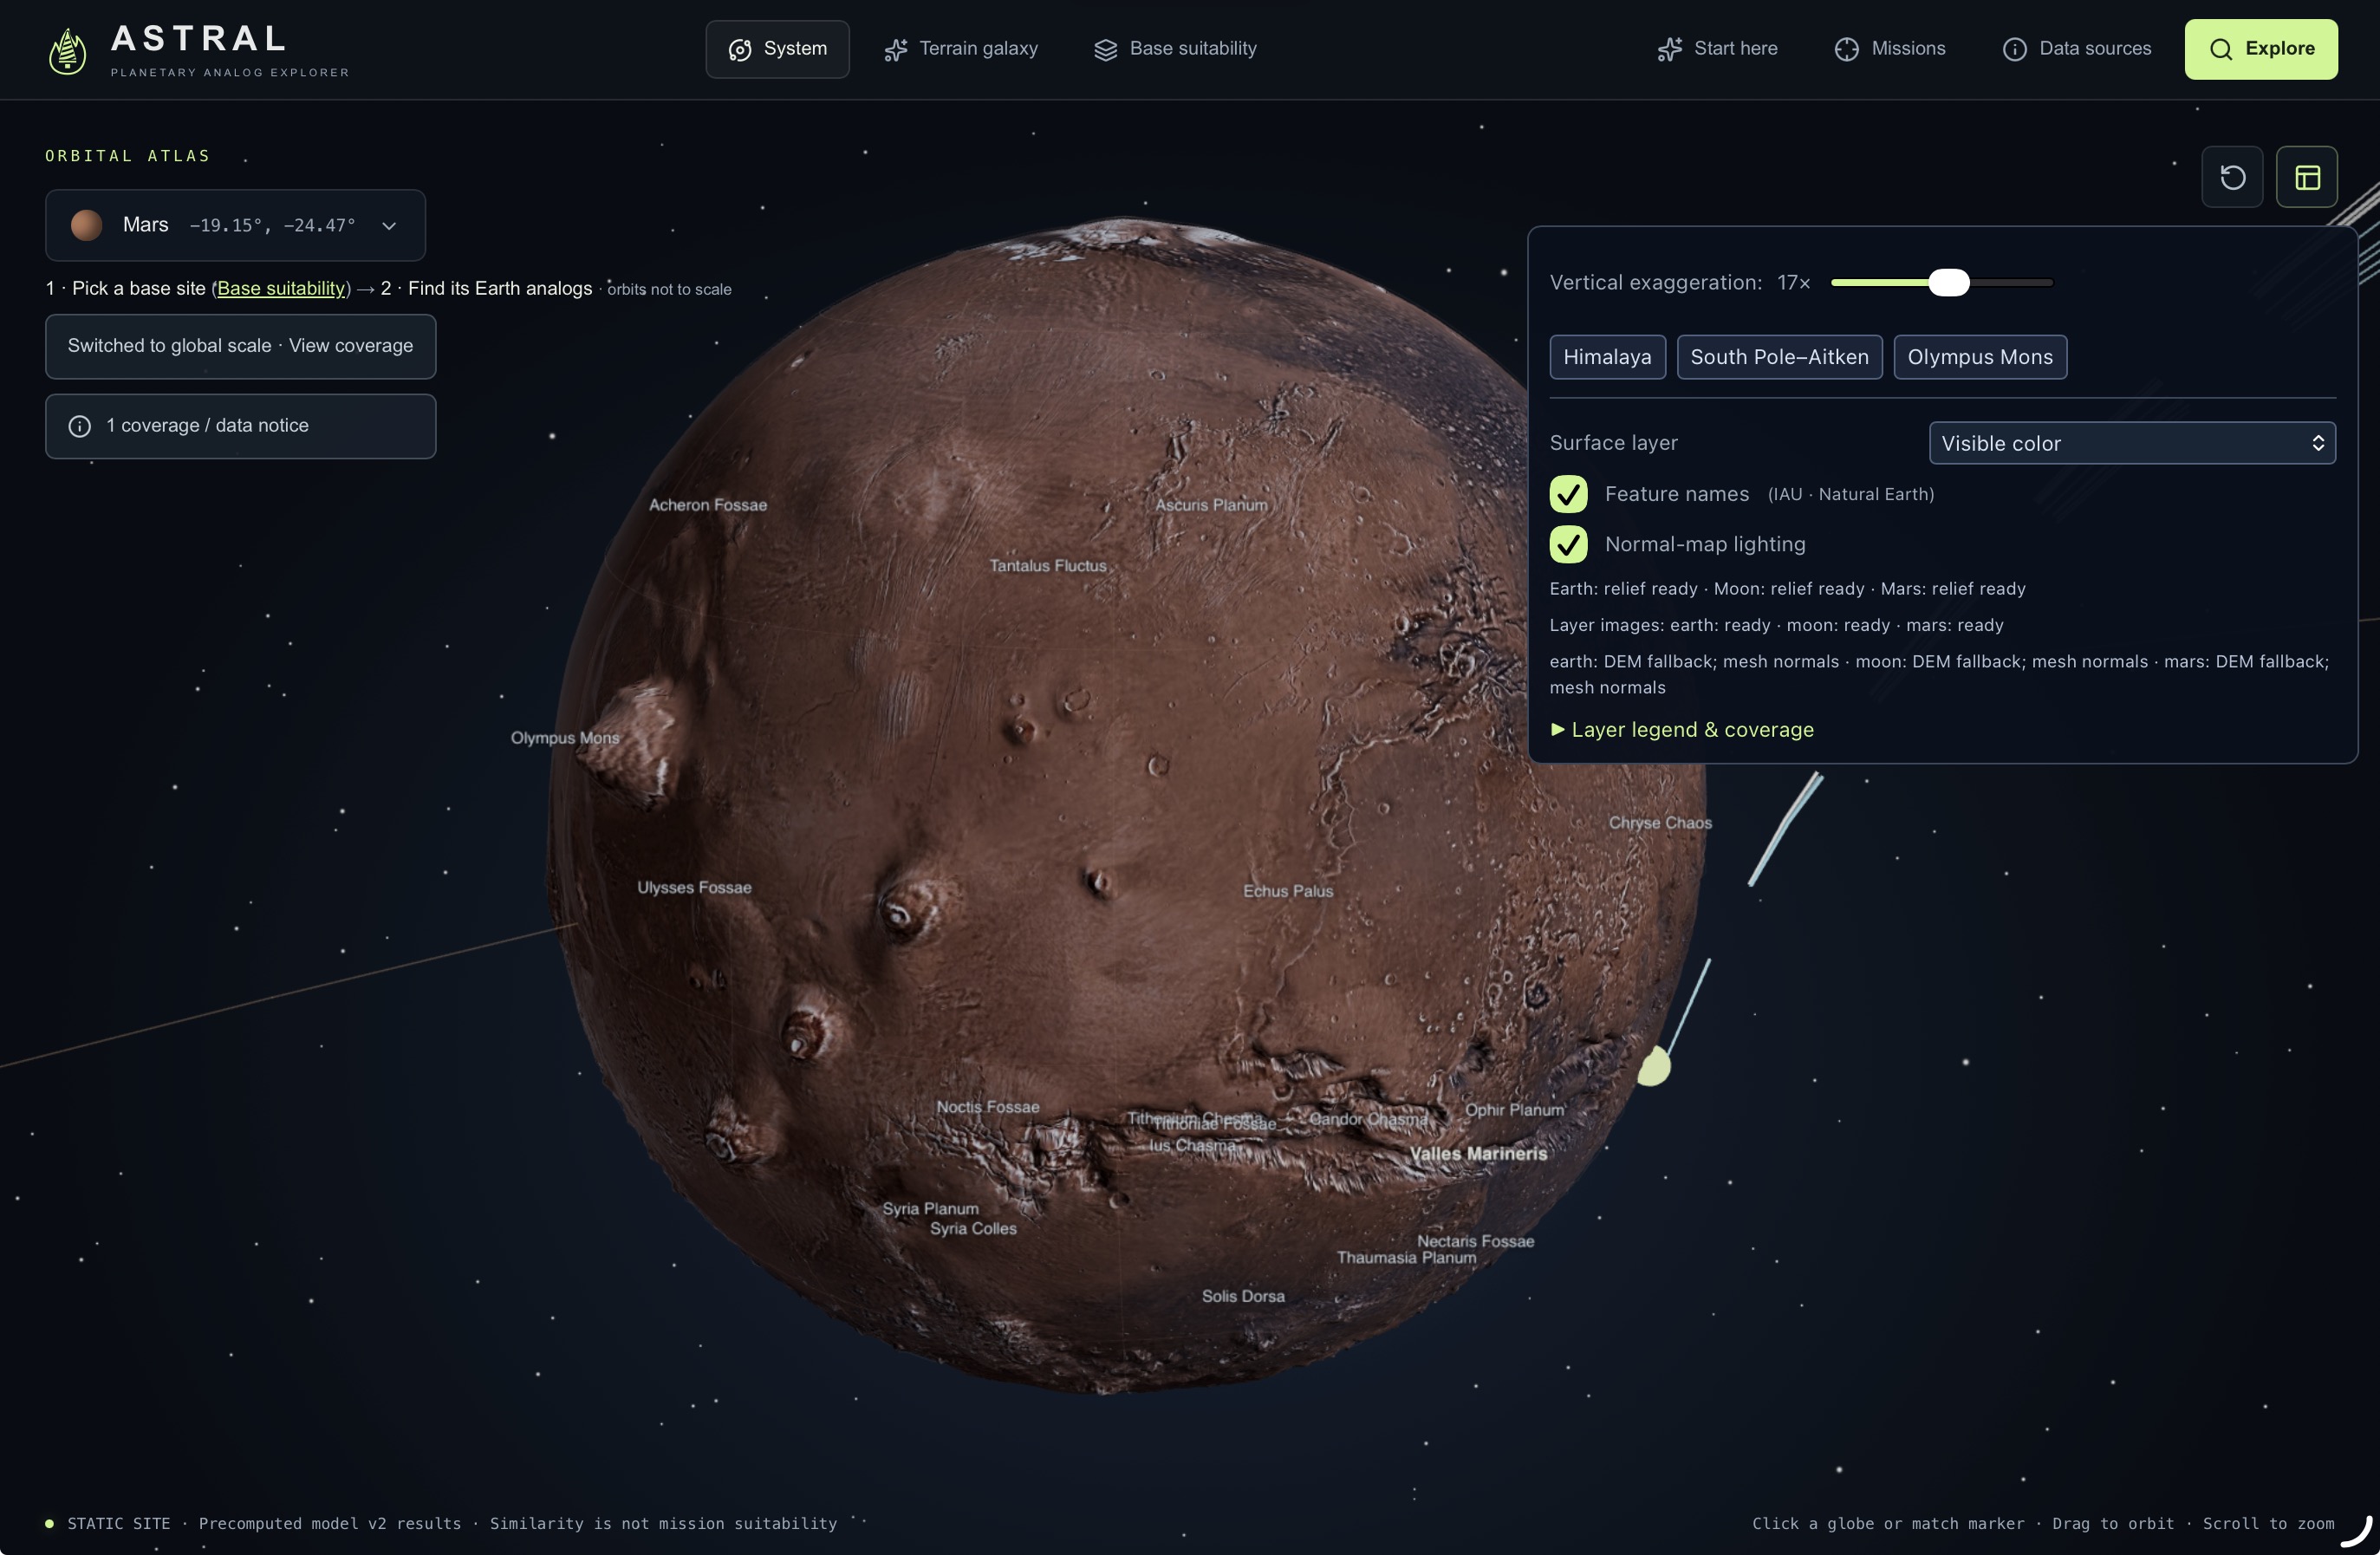 ASTRAL
PLANETARY ANALOG EXPLORER
System
Terrain galaxy
Base suitability
Start here
Missions
Data sources
Explore
ORBITAL ATLAS
Mars −19.15°, −24.47°
1 · Pick a base site (Base suitability) → 2 · Find its Earth analogs · orbits not to scale
Switched to global scale · View coverage
1 coverage / data notice
Vertical exaggeration: 17×
Himalaya
South Pole–Aitken
Olympus Mons
Surface layer
Visible color
Feature names (IAU · Natural Earth)
Normal-map lighting
Earth: relief ready · Moon: relief ready · Mars: relief ready
Layer images: earth: ready · moon: ready · mars: ready
earth: DEM fallback; mesh normals · moon: DEM fallback; mesh normals · mars: DEM fallback;
mesh normals
▶ Layer legend & coverage
Acheron Fossae
Ascuris Planum
Tantalus Fluctus
Olympus Mons
Chryse Chaos
Ulysses Fossae
Echus Palus
Noctis Fossae
Tithonium Chasma
Tithoniae Fossae
Candor Chasma
Ophir Planum
Ius Chasma
Valles Marineris
Syria Planum
Syria Colles
Nectaris Fossae
Thaumasia Planum
Solis Dorsa
STATIC SITE · Precomputed model v2 results · Similarity is not mission suitability
Click a globe or match marker · Drag to orbit · Scroll to zoom